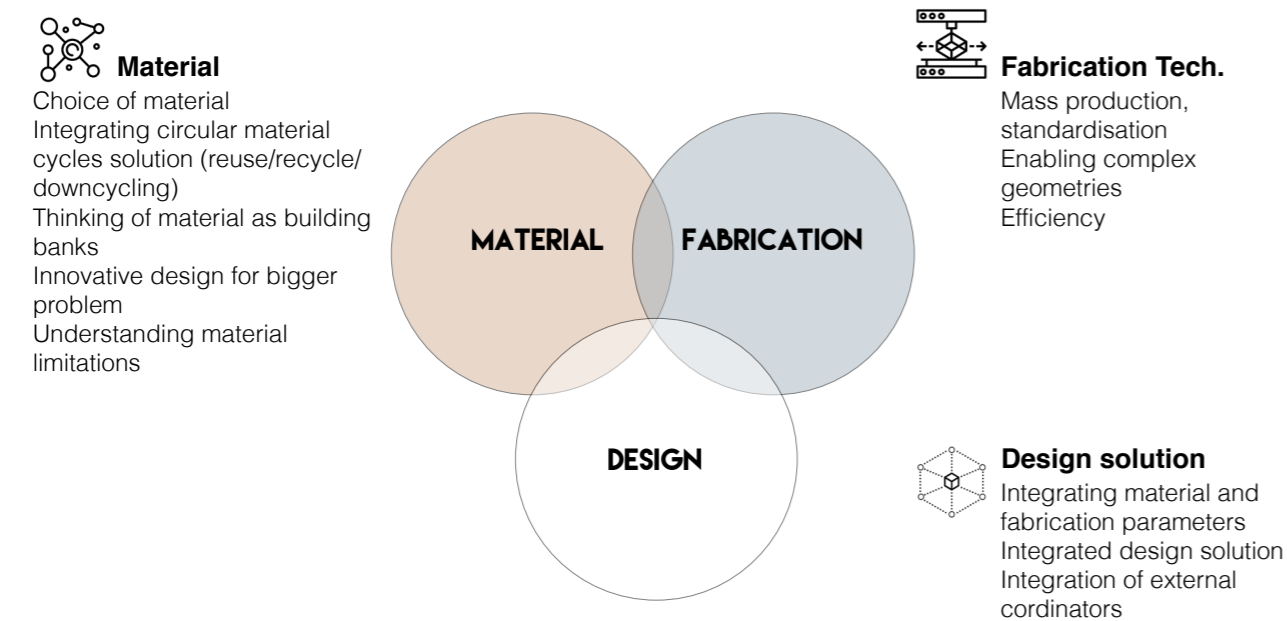 Material
Choice of material
Integrating circular material
cycles solution (reuse/recycle/
downcycling)
Thinking of material as building
banks
Innovative design for bigger
problem
Understanding material
limitations
Fabrication Tech.
Mass production,
standardisation
Enabling complex
geometries
Efficiency
MATERIAL
FABRICATION
DESIGN
Design solution
Integrating material and
fabrication parameters
Integrated design solution
Integration of external
cordinators